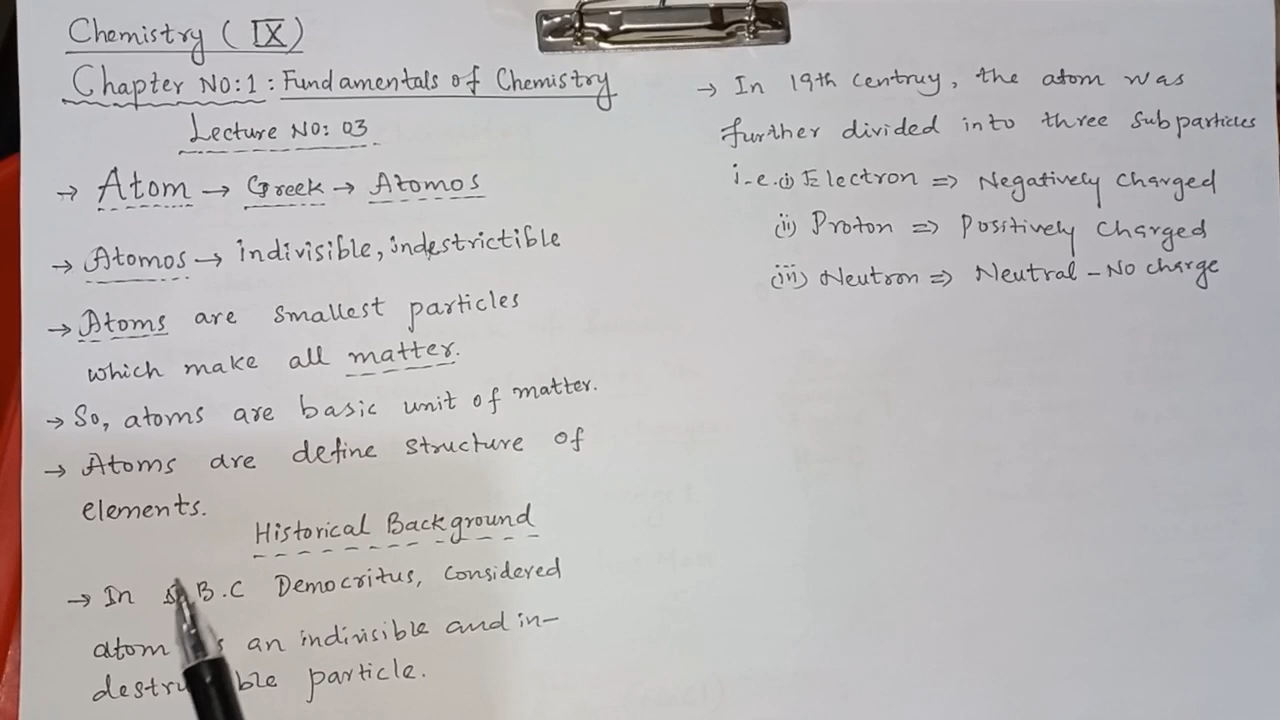 Chemistry (IX)
Chapter NO:1 : Fundamentals of Chemistry
Lecture NO: 03
→ Atom → Greek → Atomos
→ Atomos → indivisible, indestrictible
→ Atoms are smallest particles
which make all matter.
→ So, atoms are basic unit of matter.
→ Atoms are define structure of
elements.
Historical Background
→ In B.C Democritus, considered
atom an indivisible and in-
particle.
→ In 19th centruy, the atom was
further divided into three subparticles
i-e.(i) Electron => Negatively charged
(ii) Proton => Positively charged
(iii) Neutron => Neutral - No charge